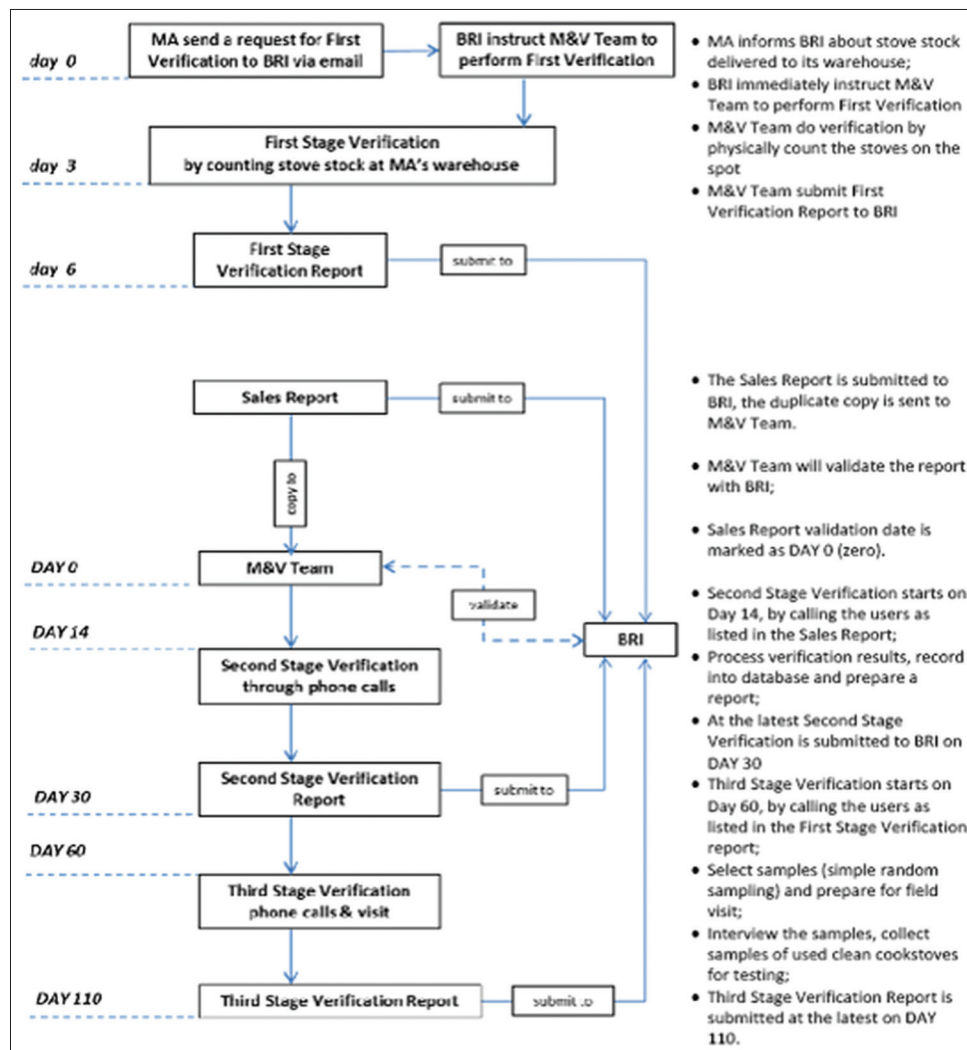 day 0
MA send a request for First
Verification to BRI via email
BRI instruct M&V Team to
perform First Verification
day 3
First Stage Verification
by counting stove stock at MA's warehouse
day 6
First Stage
Verification Report
submit to
Sales Report
submit to
copy to
DAY 0
M&V Team
validate
DAY 14
BRI
Second Stage Verification
through phone calls
DAY 30
Second Stage Verification
Report
submit to
DAY 60
Third Stage Verification
phone calls & visit
DAY 110
Third Stage Verification Report
submit to
• MA informs BRI about stove stock
delivered to its warehouse;
• BRI immediately instruct M&V
Team to perform First Verification
• M&V Team do verification by
physically count the stoves on the
spot
• M&V Team submit First
Verification Report to BRI
• The Sales Report is submitted to
BRI, the duplicate copy is sent to
M&V Team.
• M&V Team will validate the report
with BRI;
• Sales Report validation date is
marked as DAY 0 (zero).
• Second Stage Verification starts on
Day 14, by calling the users as
listed in the Sales Report;
• Process verification results, record
into database and prepare a
report;
• At the latest Second Stage
Verification is submitted to BRI on
DAY 30
• Third Stage Verification starts on
Day 60, by calling the users as
listed in the First Stage Verification
report;
• Select samples (simple random
sampling) and prepare for field
visit;
• Interview the samples, collect
samples of used clean cookstoves
for testing;
• Third Stage Verification Report is
submitted at the latest on DAY
110.